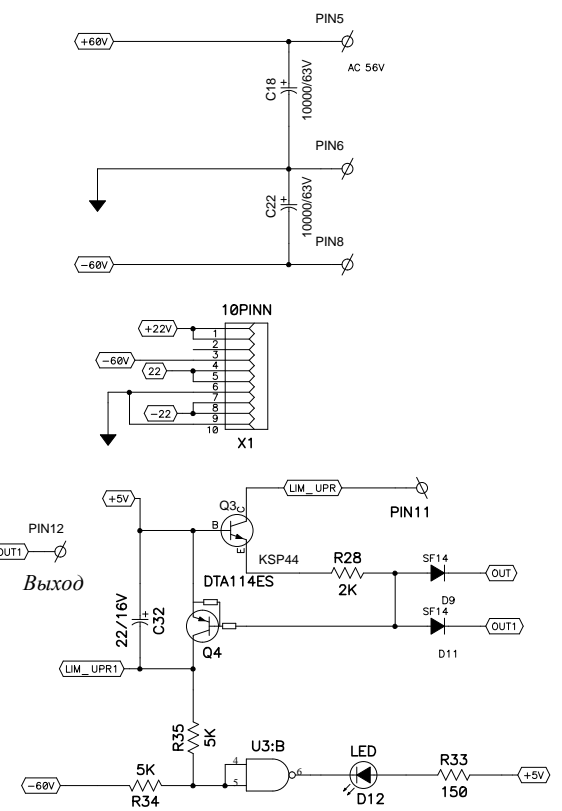 PIN5
+60V
AC 56V
C18
+
10000/63V
PIN6
C22
+
10000/63V
PIN8
-60V
10PINN
+22V
1
2
-60V
3
22
4
5
6
7
-22
8
9
10
X1
+5V
LIM_UPR
Q3
C
B
E
PIN11
PIN12
OUT1
Выход
KSP44
R28
2K
SF14
OUT
D9
DTA114ES
SF14
OUT1
D11
22/16V
+
C32
Q4
LIM_UPR1
R35
5K
U3:B
LED
R33
4
5
6
-60V
5K
R34
D12
150
+5V